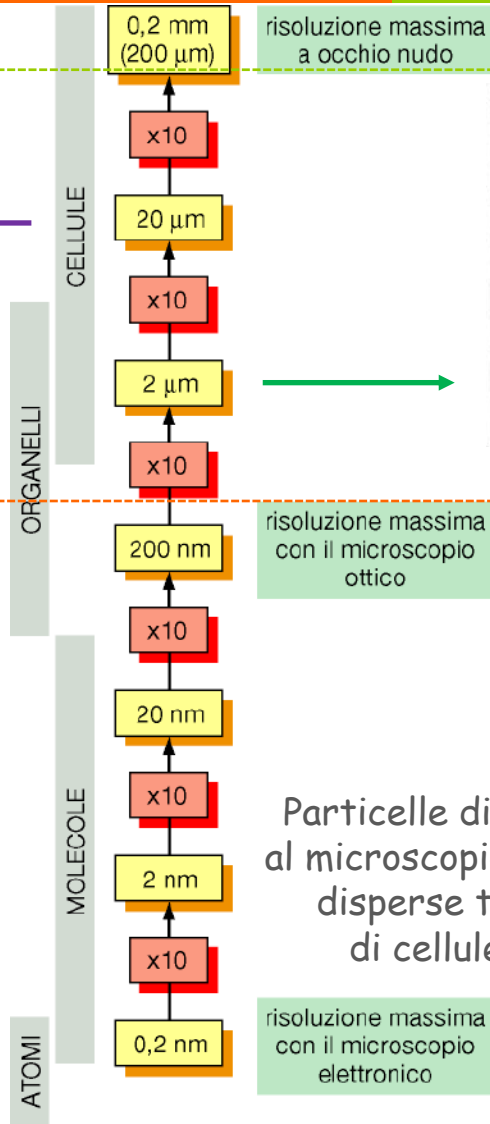 0,2 mm
(200 μm)
risoluzione massima
a occhio nudo
x10
CELLULE
20 μm
x10
2 μm
ORGANELLI
x10
200 nm
risoluzione massima
con il microscopio
ottico
x10
20 nm
MOLECOLE
x10
Particelle di
al microscopi
2 nm
disperse t
di cellule
x10
0,2 nm
risoluzione massima
con il microscopio
elettronico
ATOMI